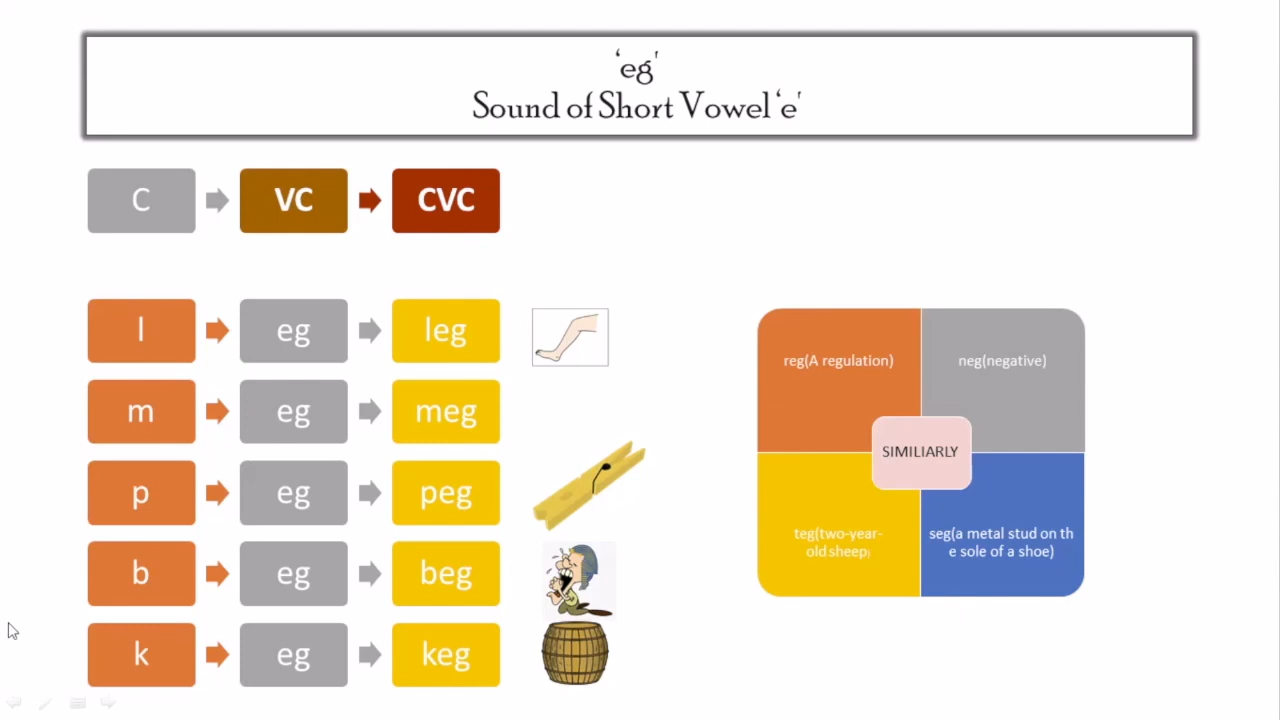 ‘eg’
Sound of Short Vowel ‘e’
C VC CVC
l eg leg
m eg meg
p eg peg
b eg beg
k eg keg
reg(A regulation)
neg(negative)
SIMILIARLY
teg(two-year-
old sheep)
seg(a metal stud on th
e sole of a shoe)